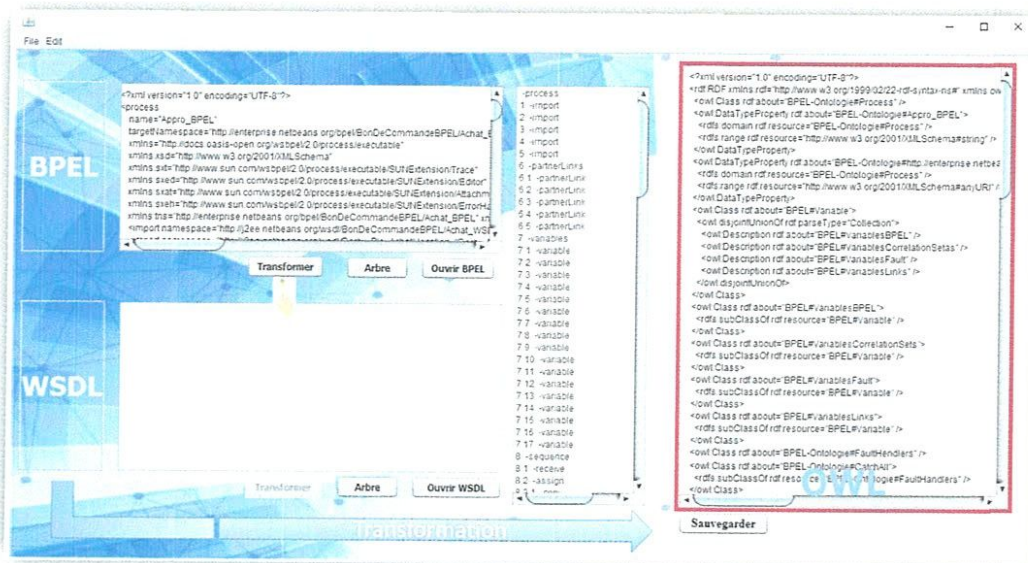 File Edit
BPEL
<?xml version="1.0" encoding="UTF-8"?>
<process
name="Appro_BPEL"
targetNamespace="http://enterprise.netbeans.org/bpel/BonDeCommandeBPEL/Achat_E
xmlns="http://docs.oasis-open.org/wsbpel/2.0/process/executable"
xmlns:xsd="http://www.w3.org/2001/XMLSchema"
xmlns:sxt="http://www.sun.com/wsbpel/2.0/process/executable/SUNExtension/Trace"
xmlns:sxed="http://www.sun.com/wsbpel/2.0/process/executable/SUNExtension/Editor"
xmlns:sxat="http://www.sun.com/wsbpel/2.0/process/executable/SUNExtension/Attachm
xmlns:sxeh="http://www.sun.com/wsbpel/2.0/process/executable/SUNExtension/ErrorHa
xmlns:tns="http://enterprise.netbeans.org/bpel/BonDeCommandeBPEL/Achat_BPEL" xm
<import namespace="http://j2ee.netbeans.org/wsdl/BonDeCommandeBPEL/Achat_WSD
Transformer
Arbre
Ouvrir BPEL
WSDL
Transformer
Arbre
Ouvrir WSDL
-process
1 -import
2 -import
3 -import
4 -import
5 -import
6 -partnerLinks
6.1 -partnerLink
6.2 -partnerLink
6.3 -partnerLink
6.4 -partnerLink
6.5 -partnerLink
7 -variables
7.1 -variable
7.2 -variable
7.3 -variable
7.4 -variable
7.5 -variable
7.6 -variable
7.7 -variable
7.8 -variable
7.9 -variable
7.10 -variable
7.11 -variable
7.12 -variable
7.13 -variable
7.14 -variable
7.15 -variable
7.16 -variable
7.17 -variable
8 -sequence
8.1 -receive
8.2 -assign
<?xml version="1.0" encoding="UTF-8"?>
<rdf:RDF xmlns:rdf="http://www.w3.org/1999/02/22-rdf-syntax-ns#" xmlns:ow
<owl:Class rdf:about="BPEL-Ontologie#Process" />
<owl:DataTypeProperty rdf:about="BPEL-Ontologie#Appro_BPEL">
<rdfs:domain rdf:resource="BPEL-Ontologie#Process" />
<rdfs:range rdf:resource="http://www.w3.org/2001/XMLSchema#string" />
</owl:DataTypeProperty>
<owl:DataTypeProperty rdf:about="BPEL-Ontologie#http://enterprise.netbea
<rdfs:domain rdf:resource="BPEL-Ontologie#Process" />
<rdfs:range rdf:resource="http://www.w3.org/2001/XMLSchema#anyURI" /
</owl:DataTypeProperty>
<owl:Class rdf:about="BPEL#Variable">
<owl:disjointUnionOf rdf:parseType="Collection">
<owl:Description rdf:about="BPEL#VariablesBPEL" />
<owl:Description rdf:about="BPEL#VariablesCorrelationSetas" />
<owl:Description rdf:about="BPEL#VariablesFault" />
<owl:Description rdf:about="BPEL#VariablesLinks" />
</owl:disjointUnionOf>
</owl:Class>
<owl:Class rdf:about="BPEL#VariablesBPEL">
<rdfs:subClassOf rdf:resource="BPEL#Variable" />
</owl:Class>
<owl:Class rdf:about="BPEL#VariablesCorrelationSets">
<rdfs:subClassOf rdf:resource="BPEL#Variable" />
</owl:Class>
<owl:Class rdf:about="BPEL#VariablesFault">
<rdfs:subClassOf rdf:resource="BPEL#Variable" />
</owl:Class>
<owl:Class rdf:about="BPEL#VariablesLinks">
<rdfs:subClassOf rdf:resource="BPEL#Variable" />
</owl:Class>
<owl:Class rdf:about="BPEL-Ontologie#FaultHandlers" />
<owl:Class rdf:about="BPEL-Ontologie#CatchAll">
<rdfs:subClassOf rdf:resource="BPEL-Ontologie#FaultHandlers" />
</owl:Class>
OWL
Sauvegarder
Transformation